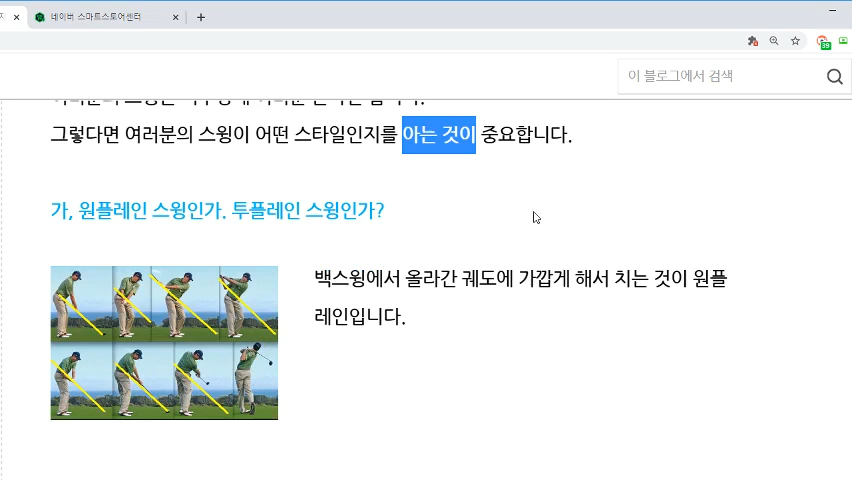 네이버 스마트스토어센터
39
이 블로그에서 검색
그렇다면 여러분의 스윙이 어떤 스타일인지를 아는 것이 중요합니다.
가, 원플레인 스윙인가. 투플레인 스윙인가?
백스윙에서 올라간 궤도에 가깝게 해서 치는 것이 원플
레인입니다.